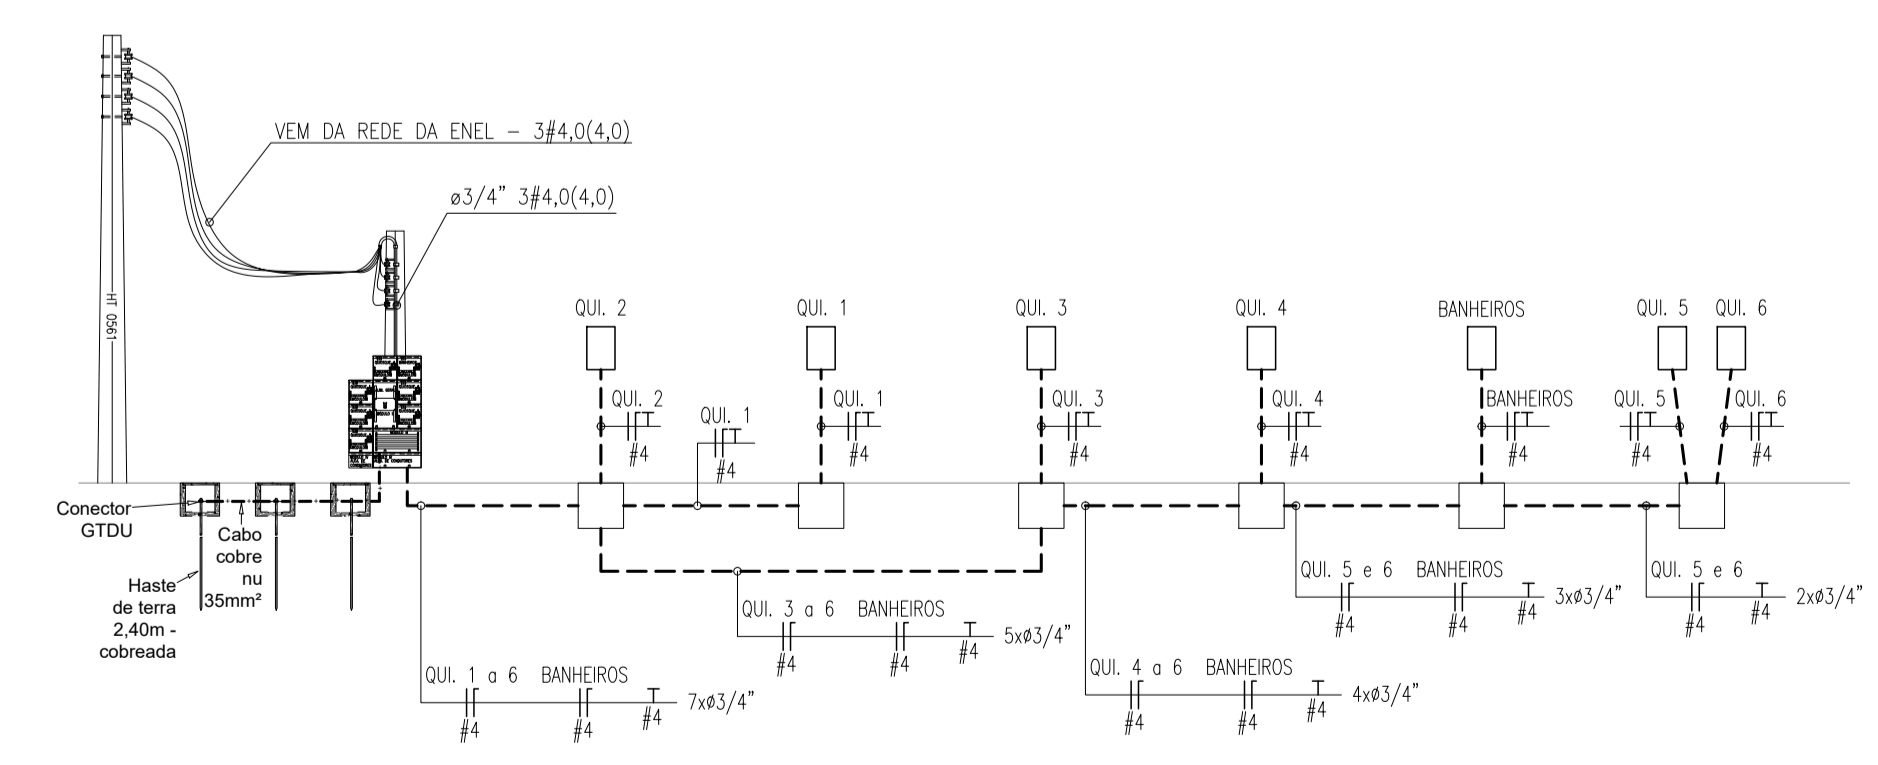 VEM DA REDE DA ENEL – 3#4,0(4,0)
ø3/4” 3#4,0(4,0)
HT 0561
QUI. 2
QUI. 1
QUI. 3
QUI. 4
BANHEIROS
QUI. 5
QUI. 6
QUI. 2
#4
QUI. 1
#4
QUI. 1
#4
QUI. 3
#4
QUI. 4
#4
BANHEIROS
#4
QUI. 5
#4
QUI. 6
#4
Conector
GTDU
Cabo
cobre
nu
35mm²
Haste
de terra
2,40m -
cobreada
QUI. 1 a 6 BANHEIROS
7xø3/4”
#4 #4 #4
QUI. 3 a 6 BANHEIROS
5xø3/4”
#4 #4 #4
QUI. 4 a 6 BANHEIROS
4xø3/4”
#4 #4 #4
QUI. 5 e 6 BANHEIROS
3xø3/4”
#4 #4 #4
QUI. 5 e 6
2xø3/4”
#4 #4